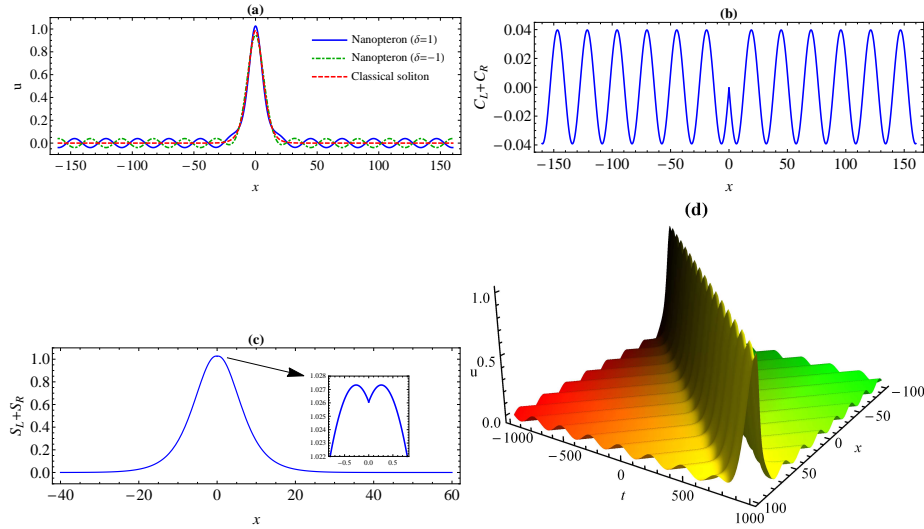 (a)
u
1.0
0.8
0.6
0.4
0.2
0.0
Nanopteron (δ=1)
Nanopteron (δ=−1)
Classical soliton
−150 −100 −50 0 50 100 150
x
(b)
C_L+C_R
0.04
0.02
0.00
−0.02
−0.04
−150 −100 −50 0 50 100 150
x
(c)
S_L+S_R
1.0
0.8
0.6
0.4
0.2
0.0
1.028
1.027
1.026
1.025
1.024
1.023
1.022
−0.5 0.0 0.5
−40 −20 0 20 40 60
x
(d)
u
1.0
0.5
0.0
−1000
−500
0
500
1000
t
−100
−50
0
50
100
x